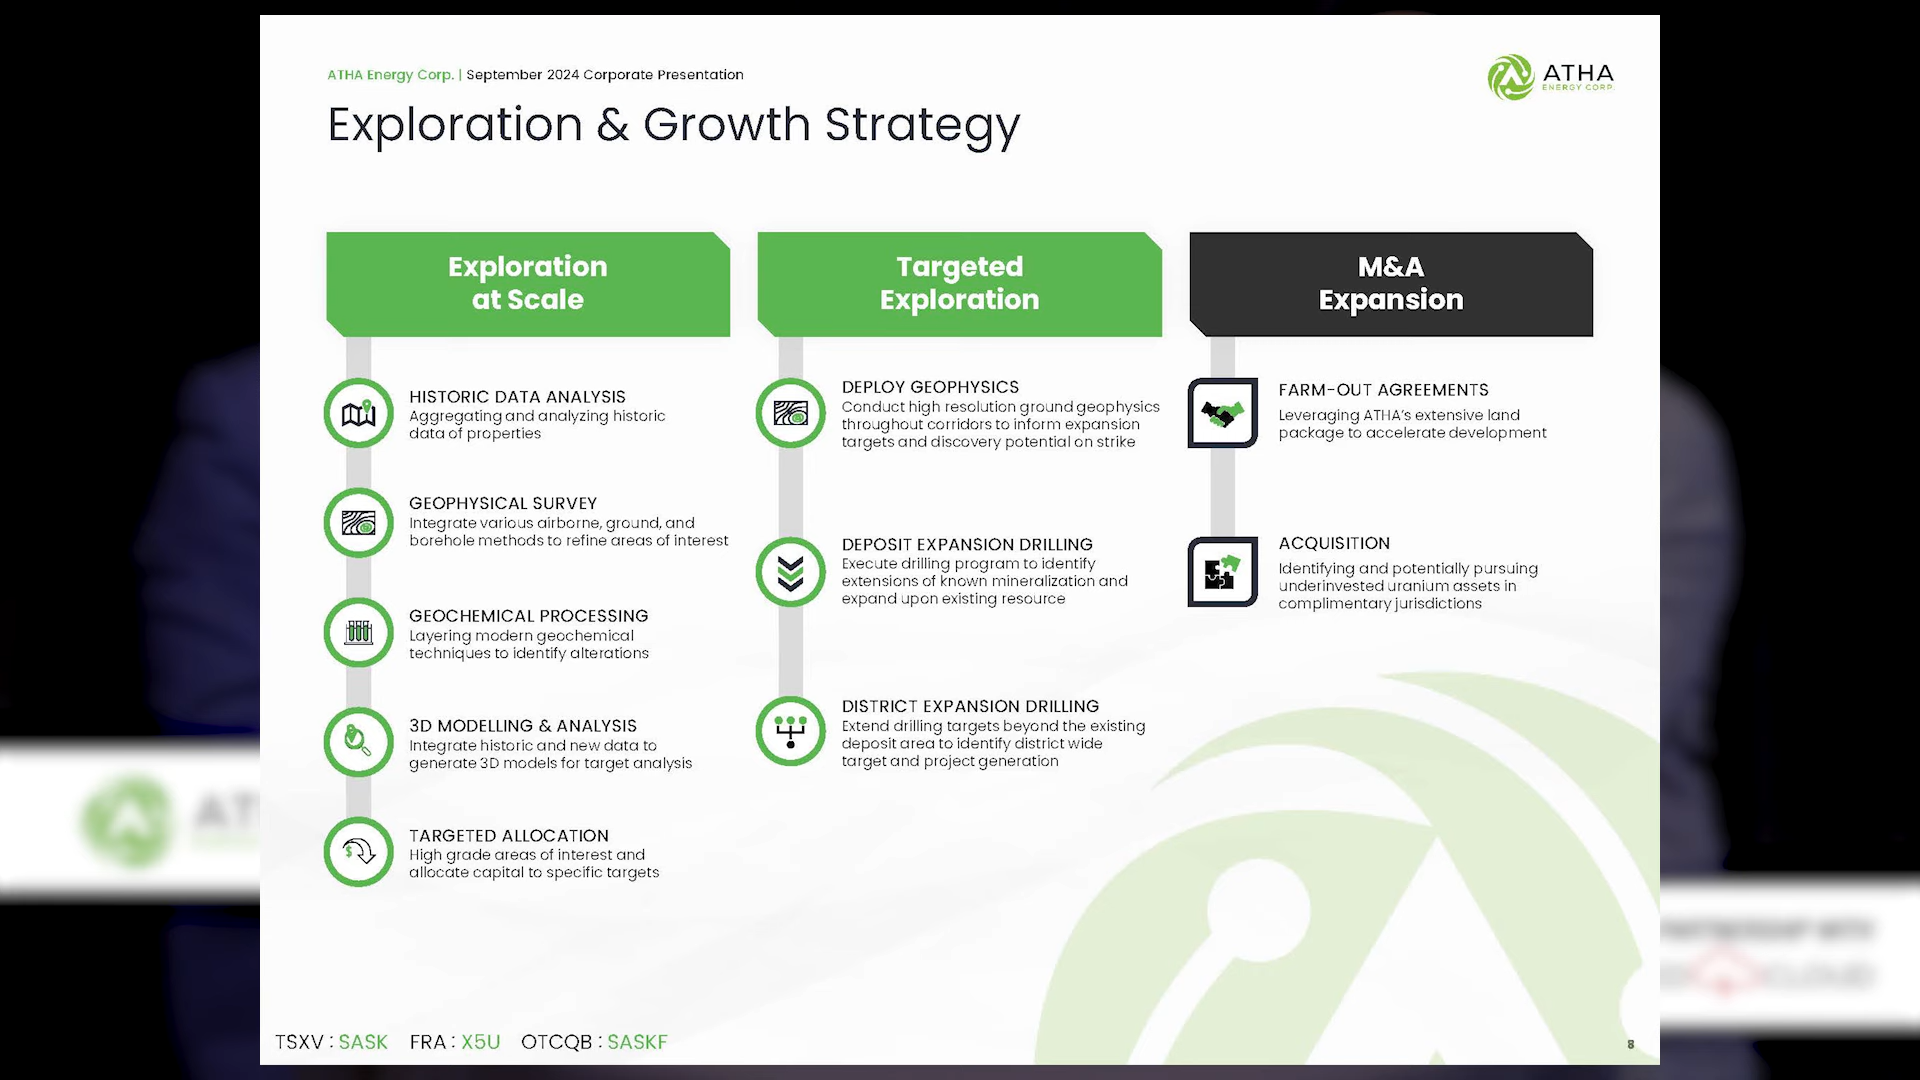 ATHA Energy Corp. | September 2024 Corporate Presentation
ATHA
ENERGY CORP
Exploration & Growth Strategy
Exploration
at Scale
HISTORIC DATA ANALYSIS
Aggregating and analyzing historic
data of properties
GEOPHYSICAL SURVEY
Integrate various airborne, ground, and
borehole methods to refine areas of interest
GEOCHEMICAL PROCESSING
Layering modern geochemical
techniques to identify alterations
3D MODELLING & ANALYSIS
Integrate historic and new data to
generate 3D models for target analysis
TARGETED ALLOCATION
High grade areas of interest and
allocate capital to specific targets
Targeted
Exploration
DEPLOY GEOPHYSICS
Conduct high resolution ground geophysics
throughout corridors to inform expansion
targets and discovery potential on strike
DEPOSIT EXPANSION DRILLING
Execute drilling program to identify
extensions of known mineralization and
expand upon existing resource
DISTRICT EXPANSION DRILLING
Extend drilling targets beyond the existing
deposit area to identify district wide
target and project generation
M&A
Expansion
FARM-OUT AGREEMENTS
Leveraging ATHA's extensive land
package to accelerate development
ACQUISITION
Identifying and potentially pursuing
underinvested uranium assets in
complimentary jurisdictions
TSXV : SASK FRA : X5U OTCQB : SASKF
8